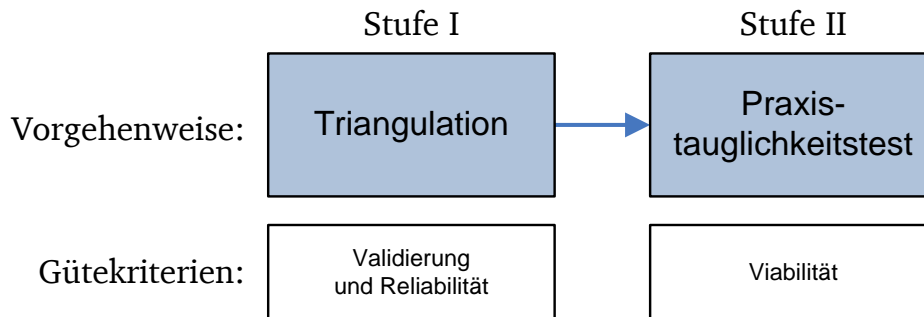 Stufe I
Stufe II
Vorgehenweise:
Triangulation
Praxis-
tauglichkeitstest
Gütekriterien:
Validierung
und Reliabilität
Viabilität